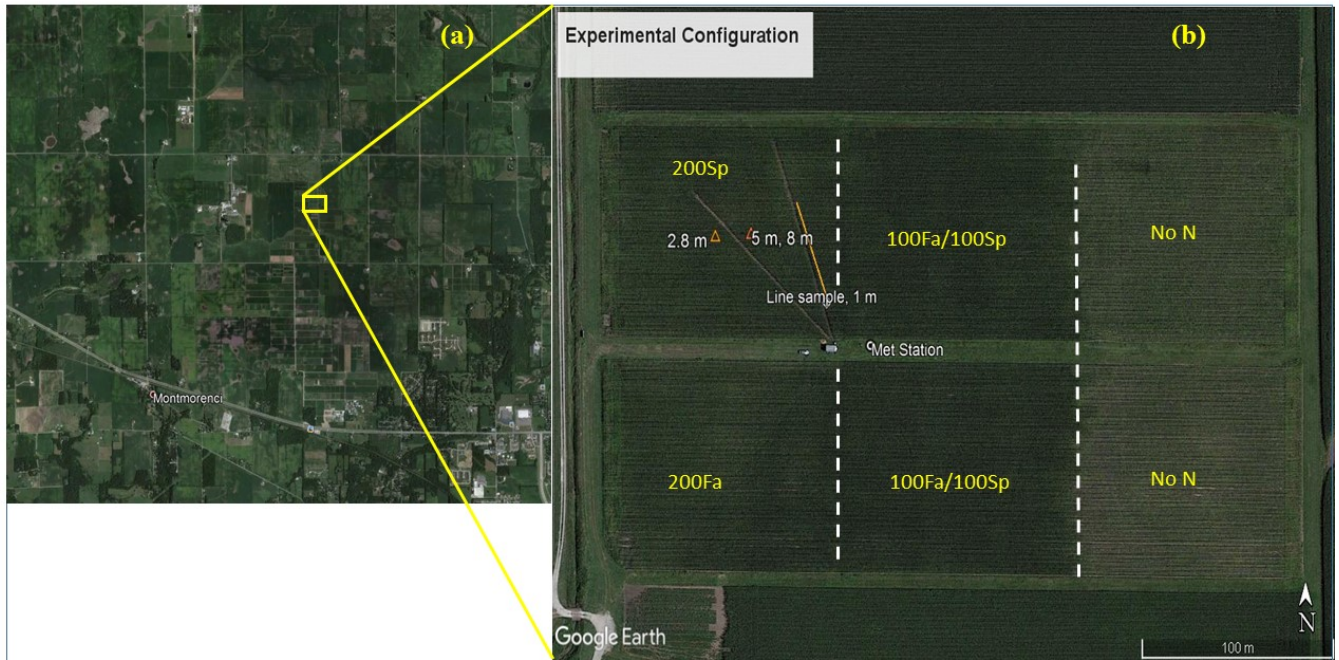 (a)
Montmorenci
Experimental Configuration
(b)
200Sp
2.8 m
5 m, 8 m
100Fa/100Sp
No N
Line sample, 1 m
Met Station
200Fa
100Fa/100Sp
No N
N
Google Earth
100 m